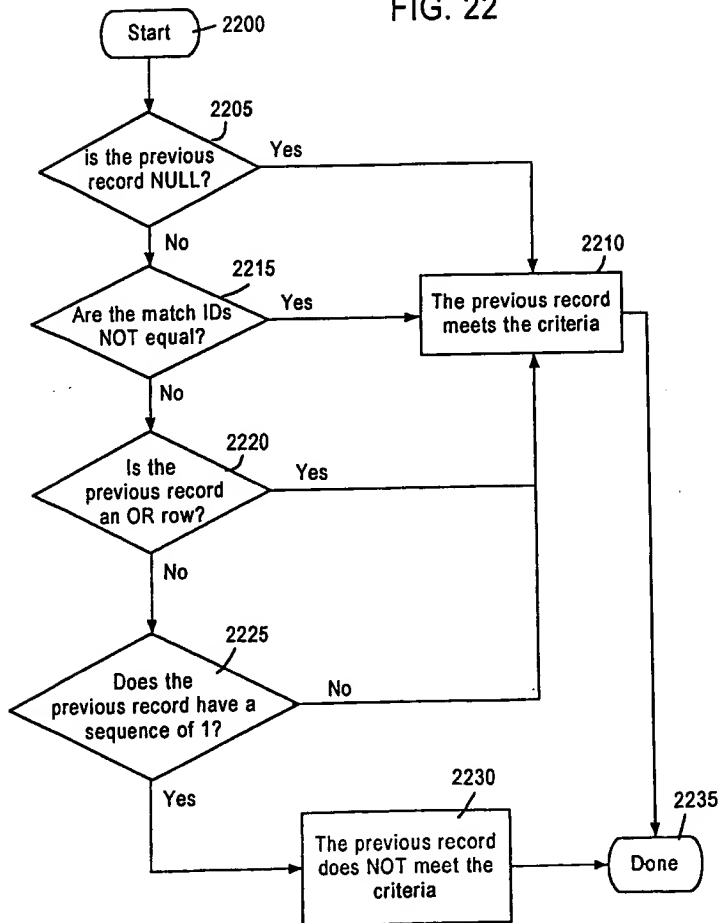 FIG. 22
Start
2200
2205
is the previous
record NULL?
Yes
No
2215
Are the match IDs
NOT equal?
Yes
2210
The previous record
meets the criteria
No
2220
Is the
previous record
an OR row?
Yes
No
2225
Does the
previous record have a
sequence of 1?
No
Yes
2230
The previous record
does NOT meet the
criteria
2235
Done